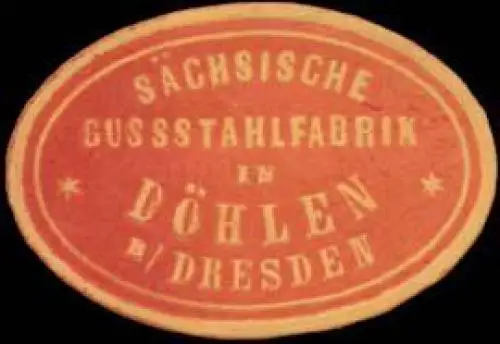 SÄCHSISCHE
GUSSSTAHLFABRIK
IN
DÖHLEN
B/DRESDEN